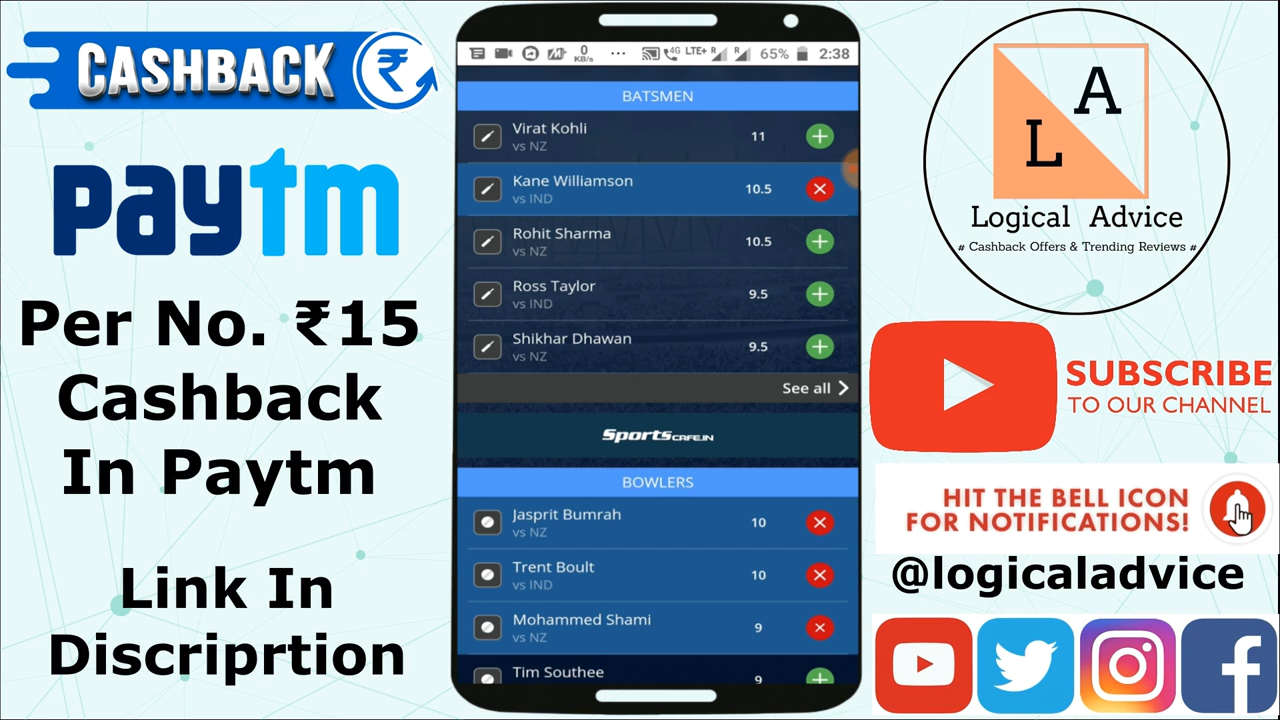 CASHBACK ₹
paytm
Per No. ₹15
Cashback
In Paytm
Link In
Discriprtion
0 KB/s ... 4G LTE+ R R 65% 2:38
BATSMEN
Virat Kohli 11
vs NZ
Kane Williamson 10.5
vs IND
Rohit Sharma 10.5
vs NZ
Ross Taylor 9.5
vs IND
Shikhar Dhawan 9.5
vs NZ
See all
SportsCAFE.IN
BOWLERS
Jasprit Bumrah 10
vs NZ
Trent Boult 10
vs IND
Mohammed Shami 9
vs NZ
Tim Southee 9
L A
Logical Advice
# Cashback Offers & Trending Reviews #
SUBSCRIBE
TO OUR CHANNEL
HIT THE BELL ICON
FOR NOTIFICATIONS!
@logicaladvice